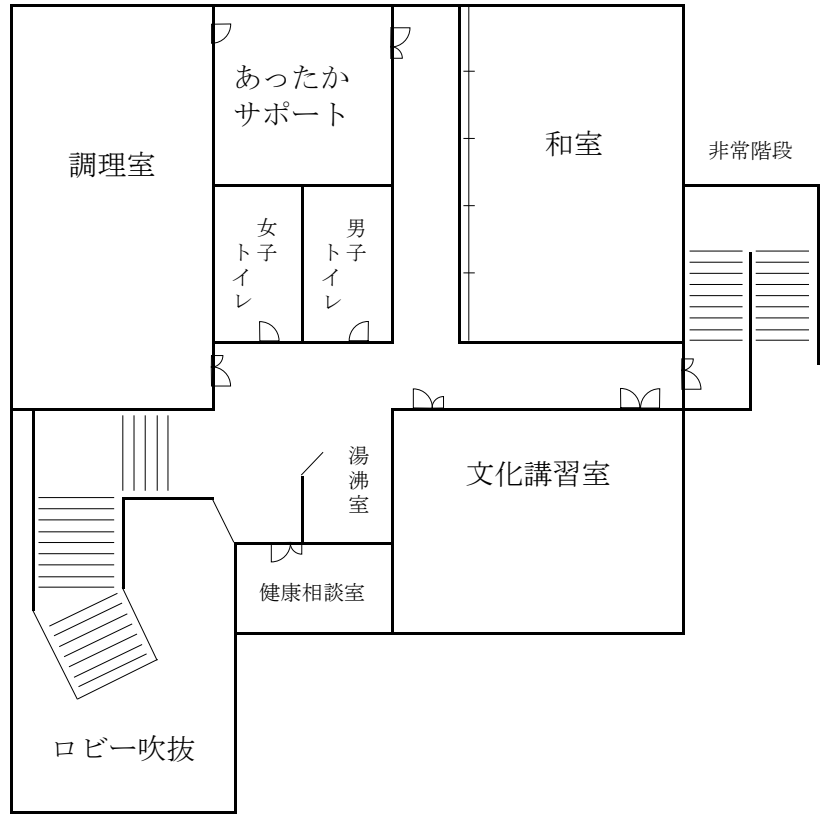 あったか
サポート
和室
非常階段
調理室
女子
トイレ
男子
トイレ
湯沸室
文化講習室
健康相談室
ロビー吹抜